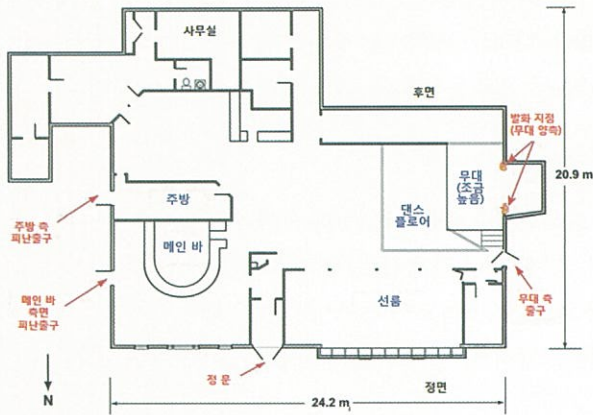 사무실
후면
발화 지점
(무대 양측)
20.9 m
무대
(조금
높음)
댄스
플로어
주방
주방 측
피난출구
메인 바
메인 바
측면
피난출구
선룸
무대 측
출구
정 문
정면
N
24.2 m